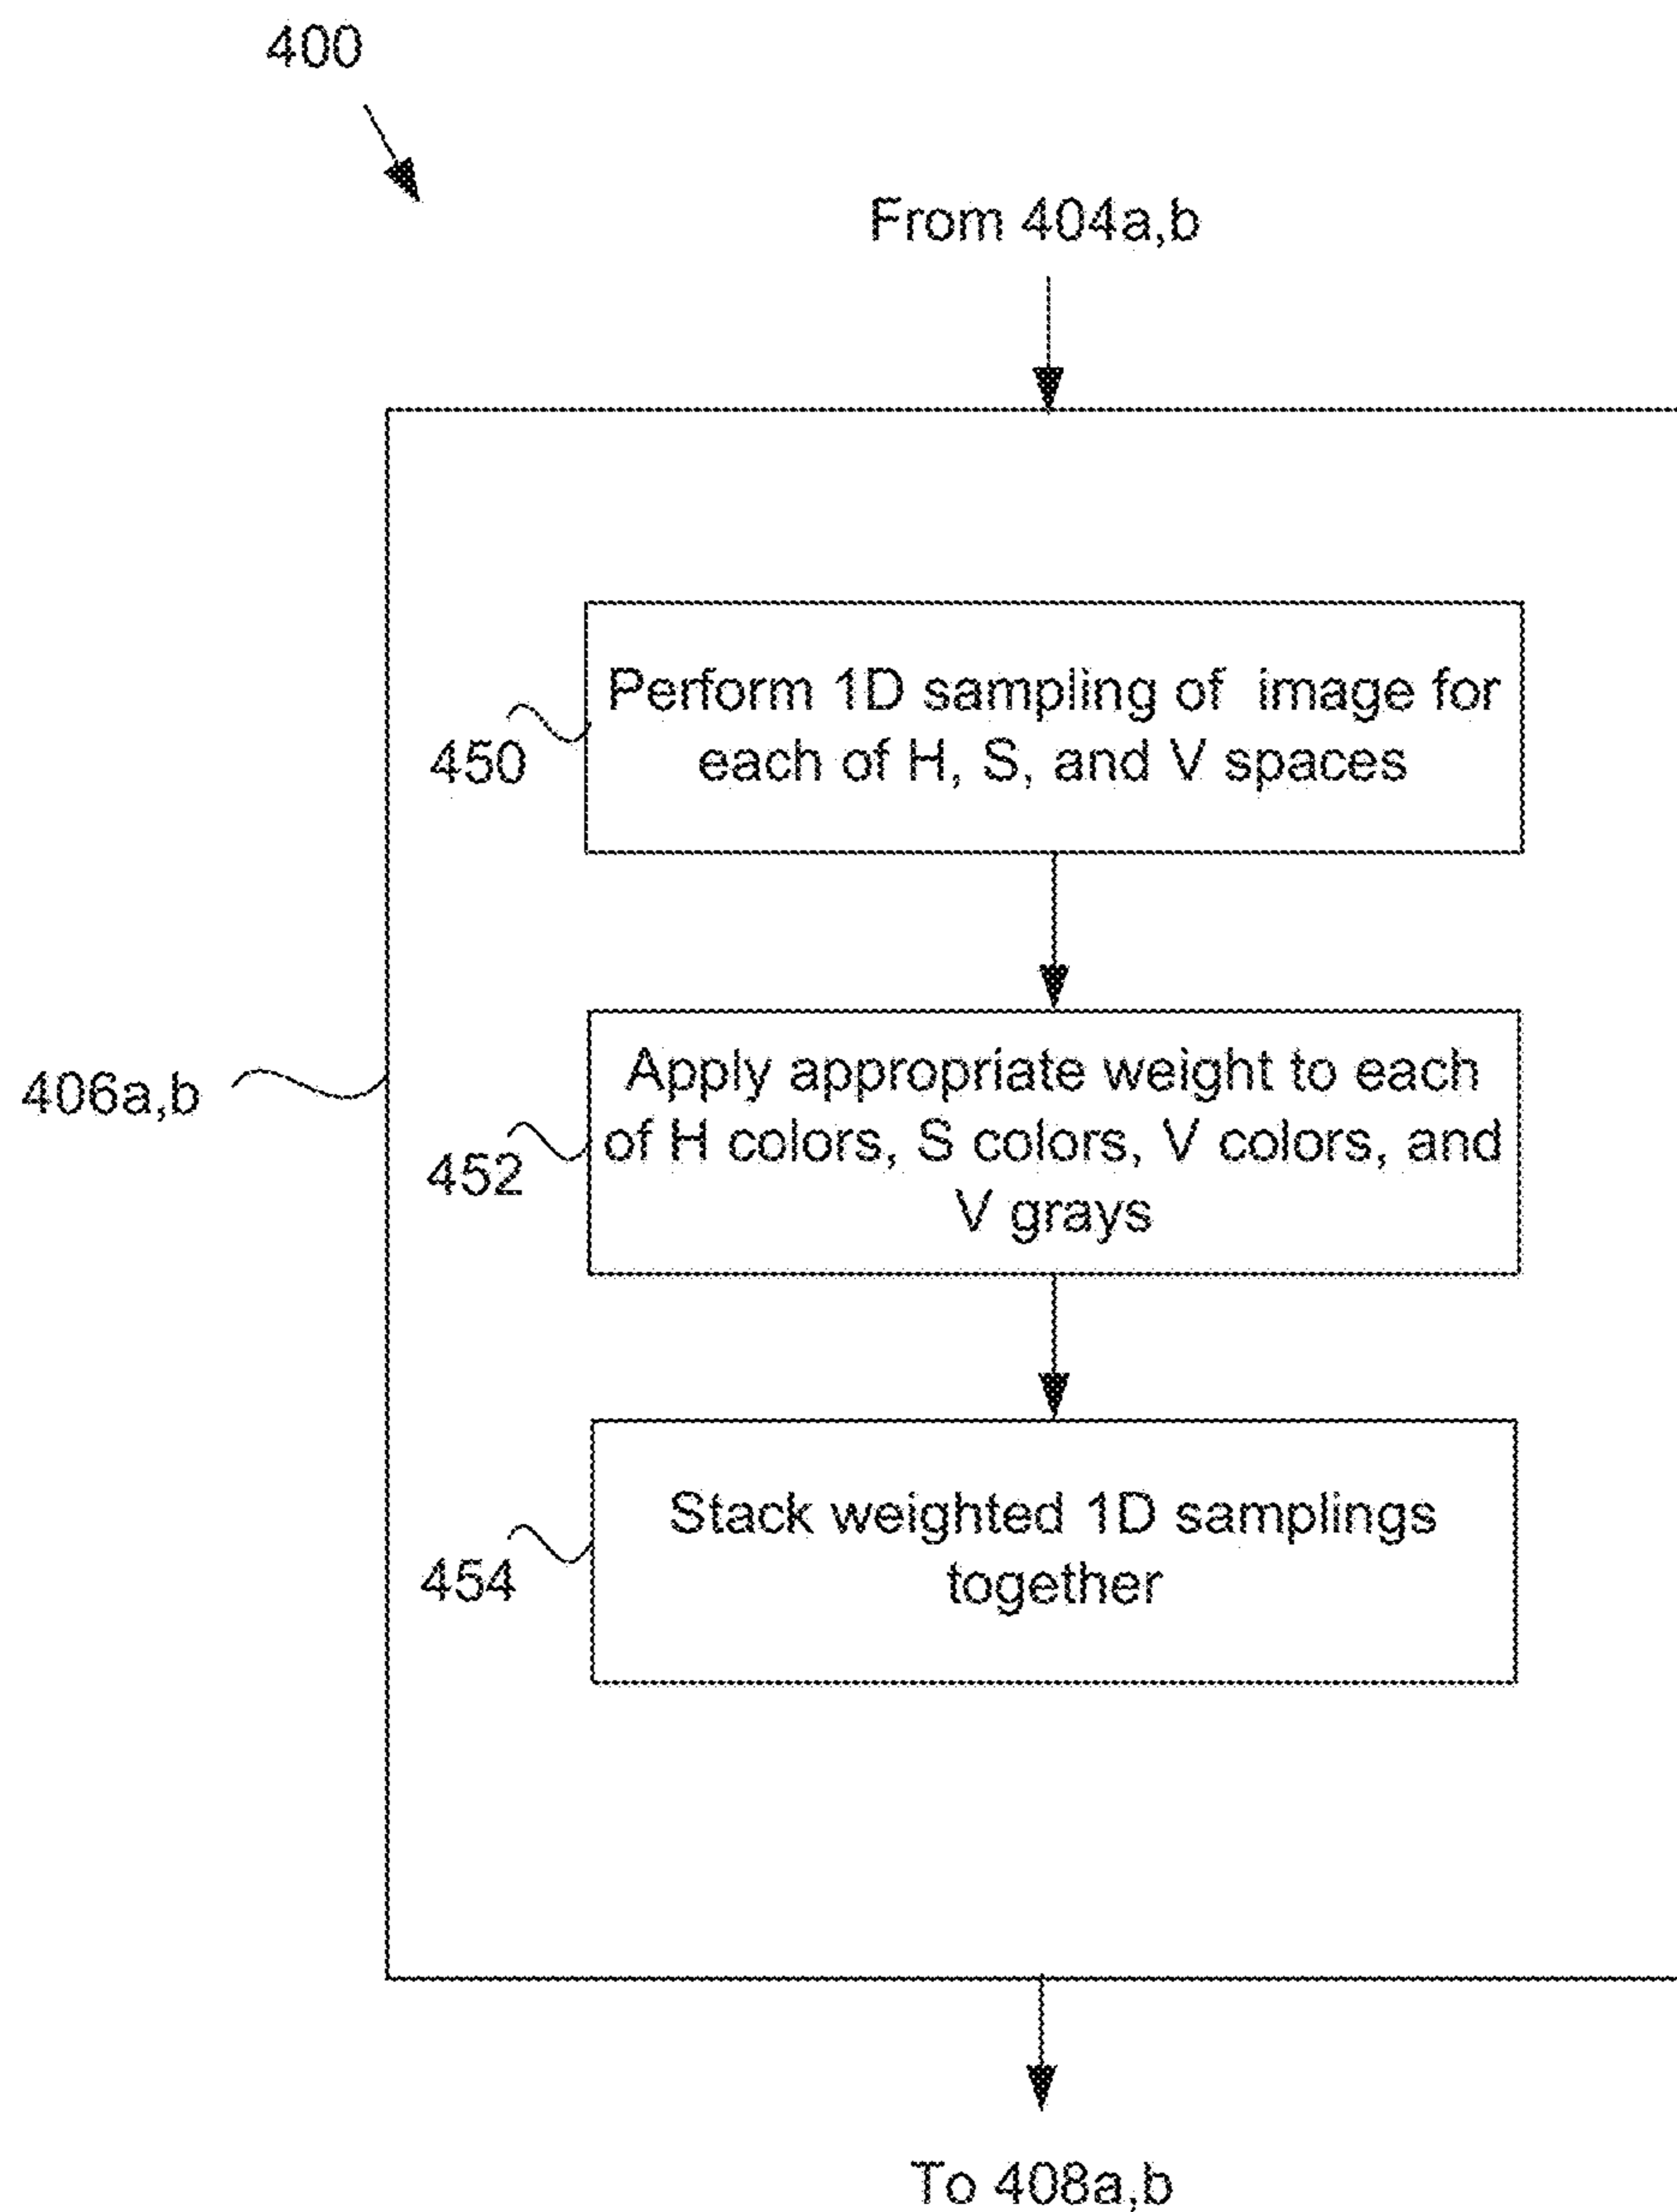 400
From 404a,b
Perform 1D sampling of image for
each of H, S, and V spaces
450
Apply appropriate weight to each
of H colors, S colors, V colors, and
V grays
406a,b
452
Stack weighted 1D samplings
together
454
To 408a,b